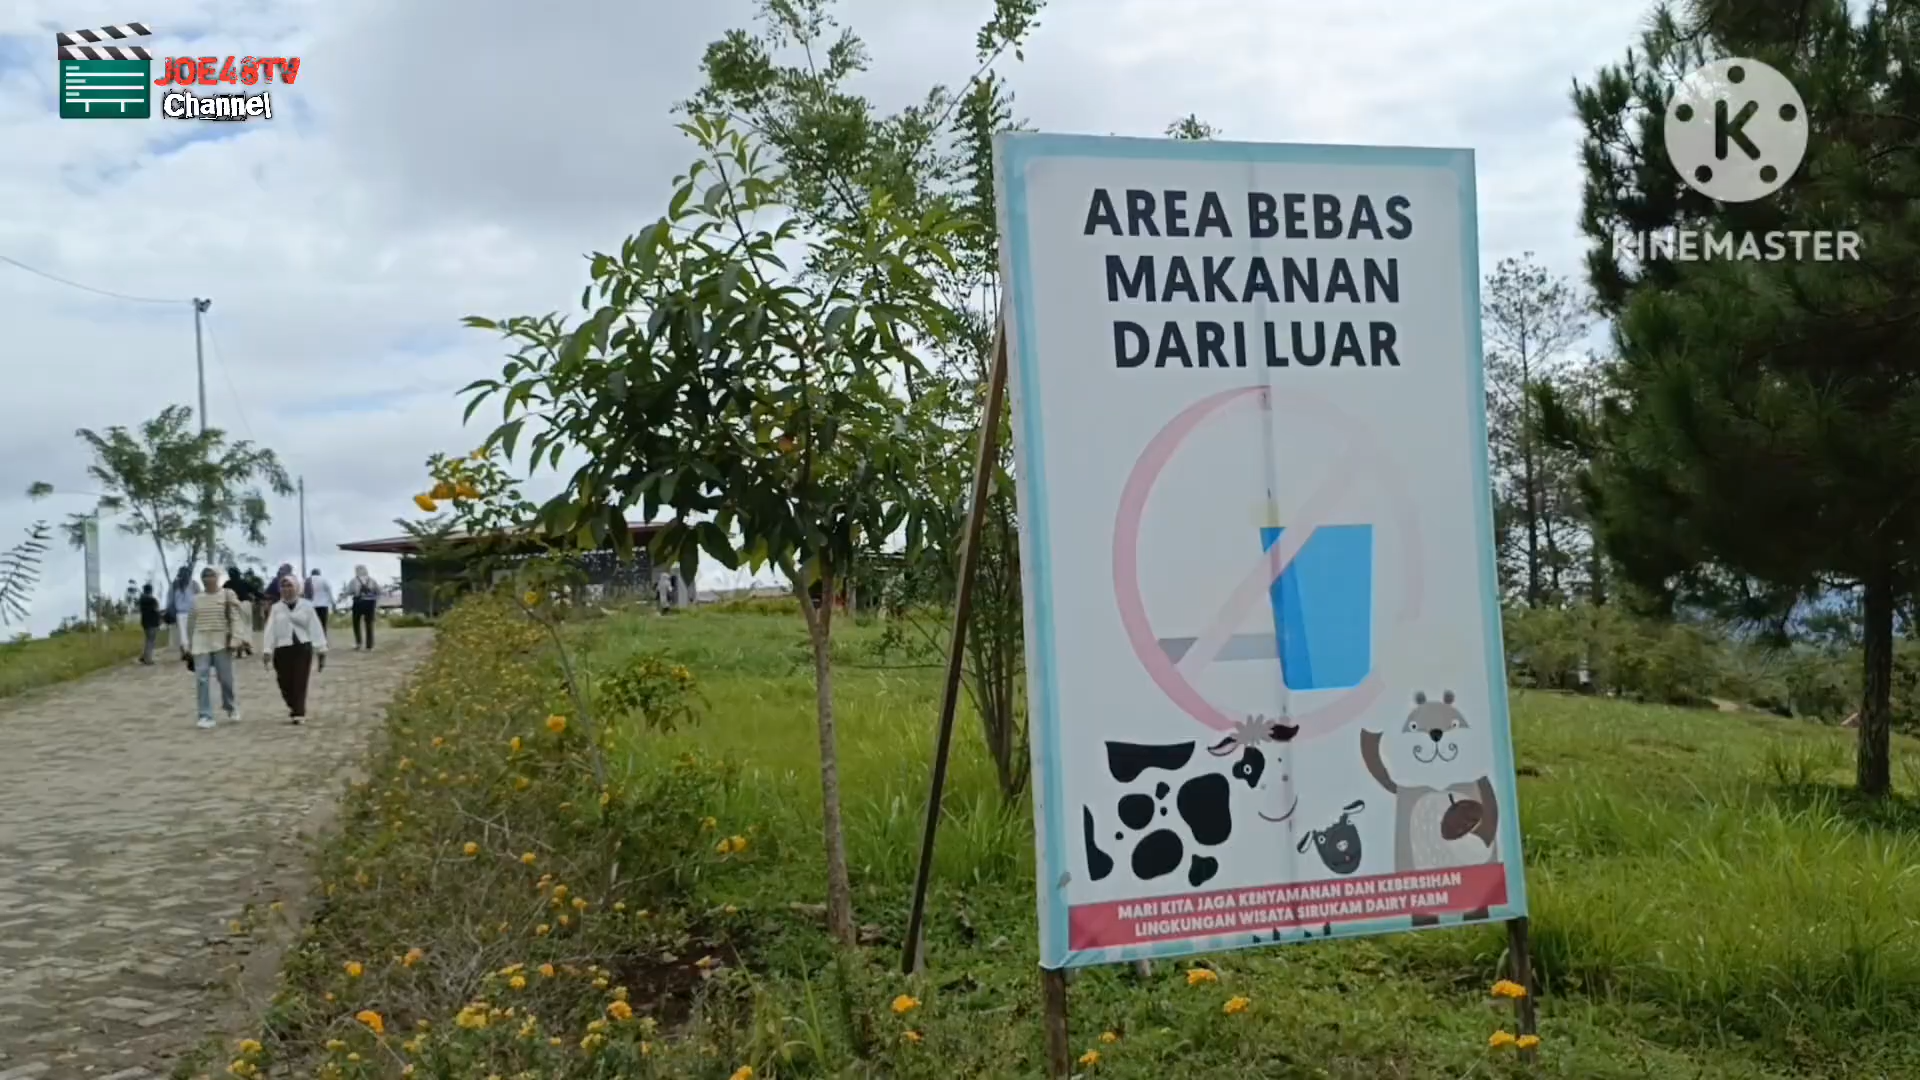 JOE48TV
Channel
K
KINEMASTER
AREA BEBAS
MAKANAN
DARI LUAR
MARI KITA JAGA KENYAMANAN DAN KEBERSIHAN
LINGKUNGAN WISATA SIRUKAM DAIRY FARM